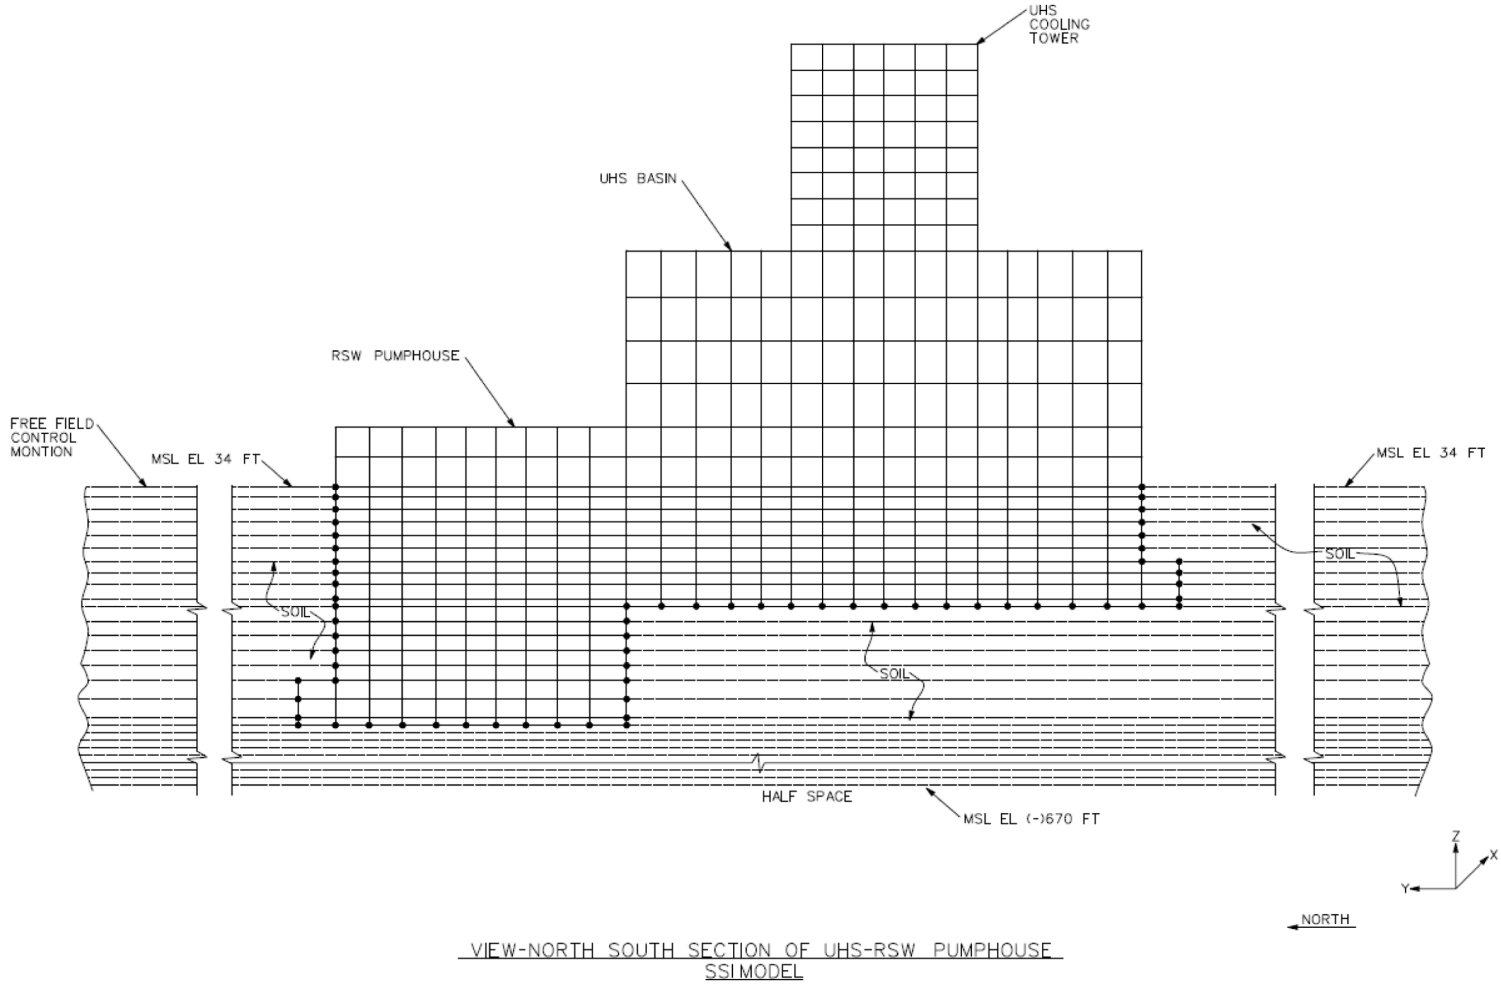 UHS
COOLING
TOWER
UHS BASIN
RSW PUMPHOUSE
FREE FIELD
CONTROL
MONTION
MSL EL 34 FT
MSL EL 34 FT
SOIL
SOIL
SOIL
HALF SPACE
MSL EL (-)670 FT
Z
X
Y
NORTH
VIEW-NORTH SOUTH SECTION OF UHS-RSW PUMPHOUSE
SSI MODEL